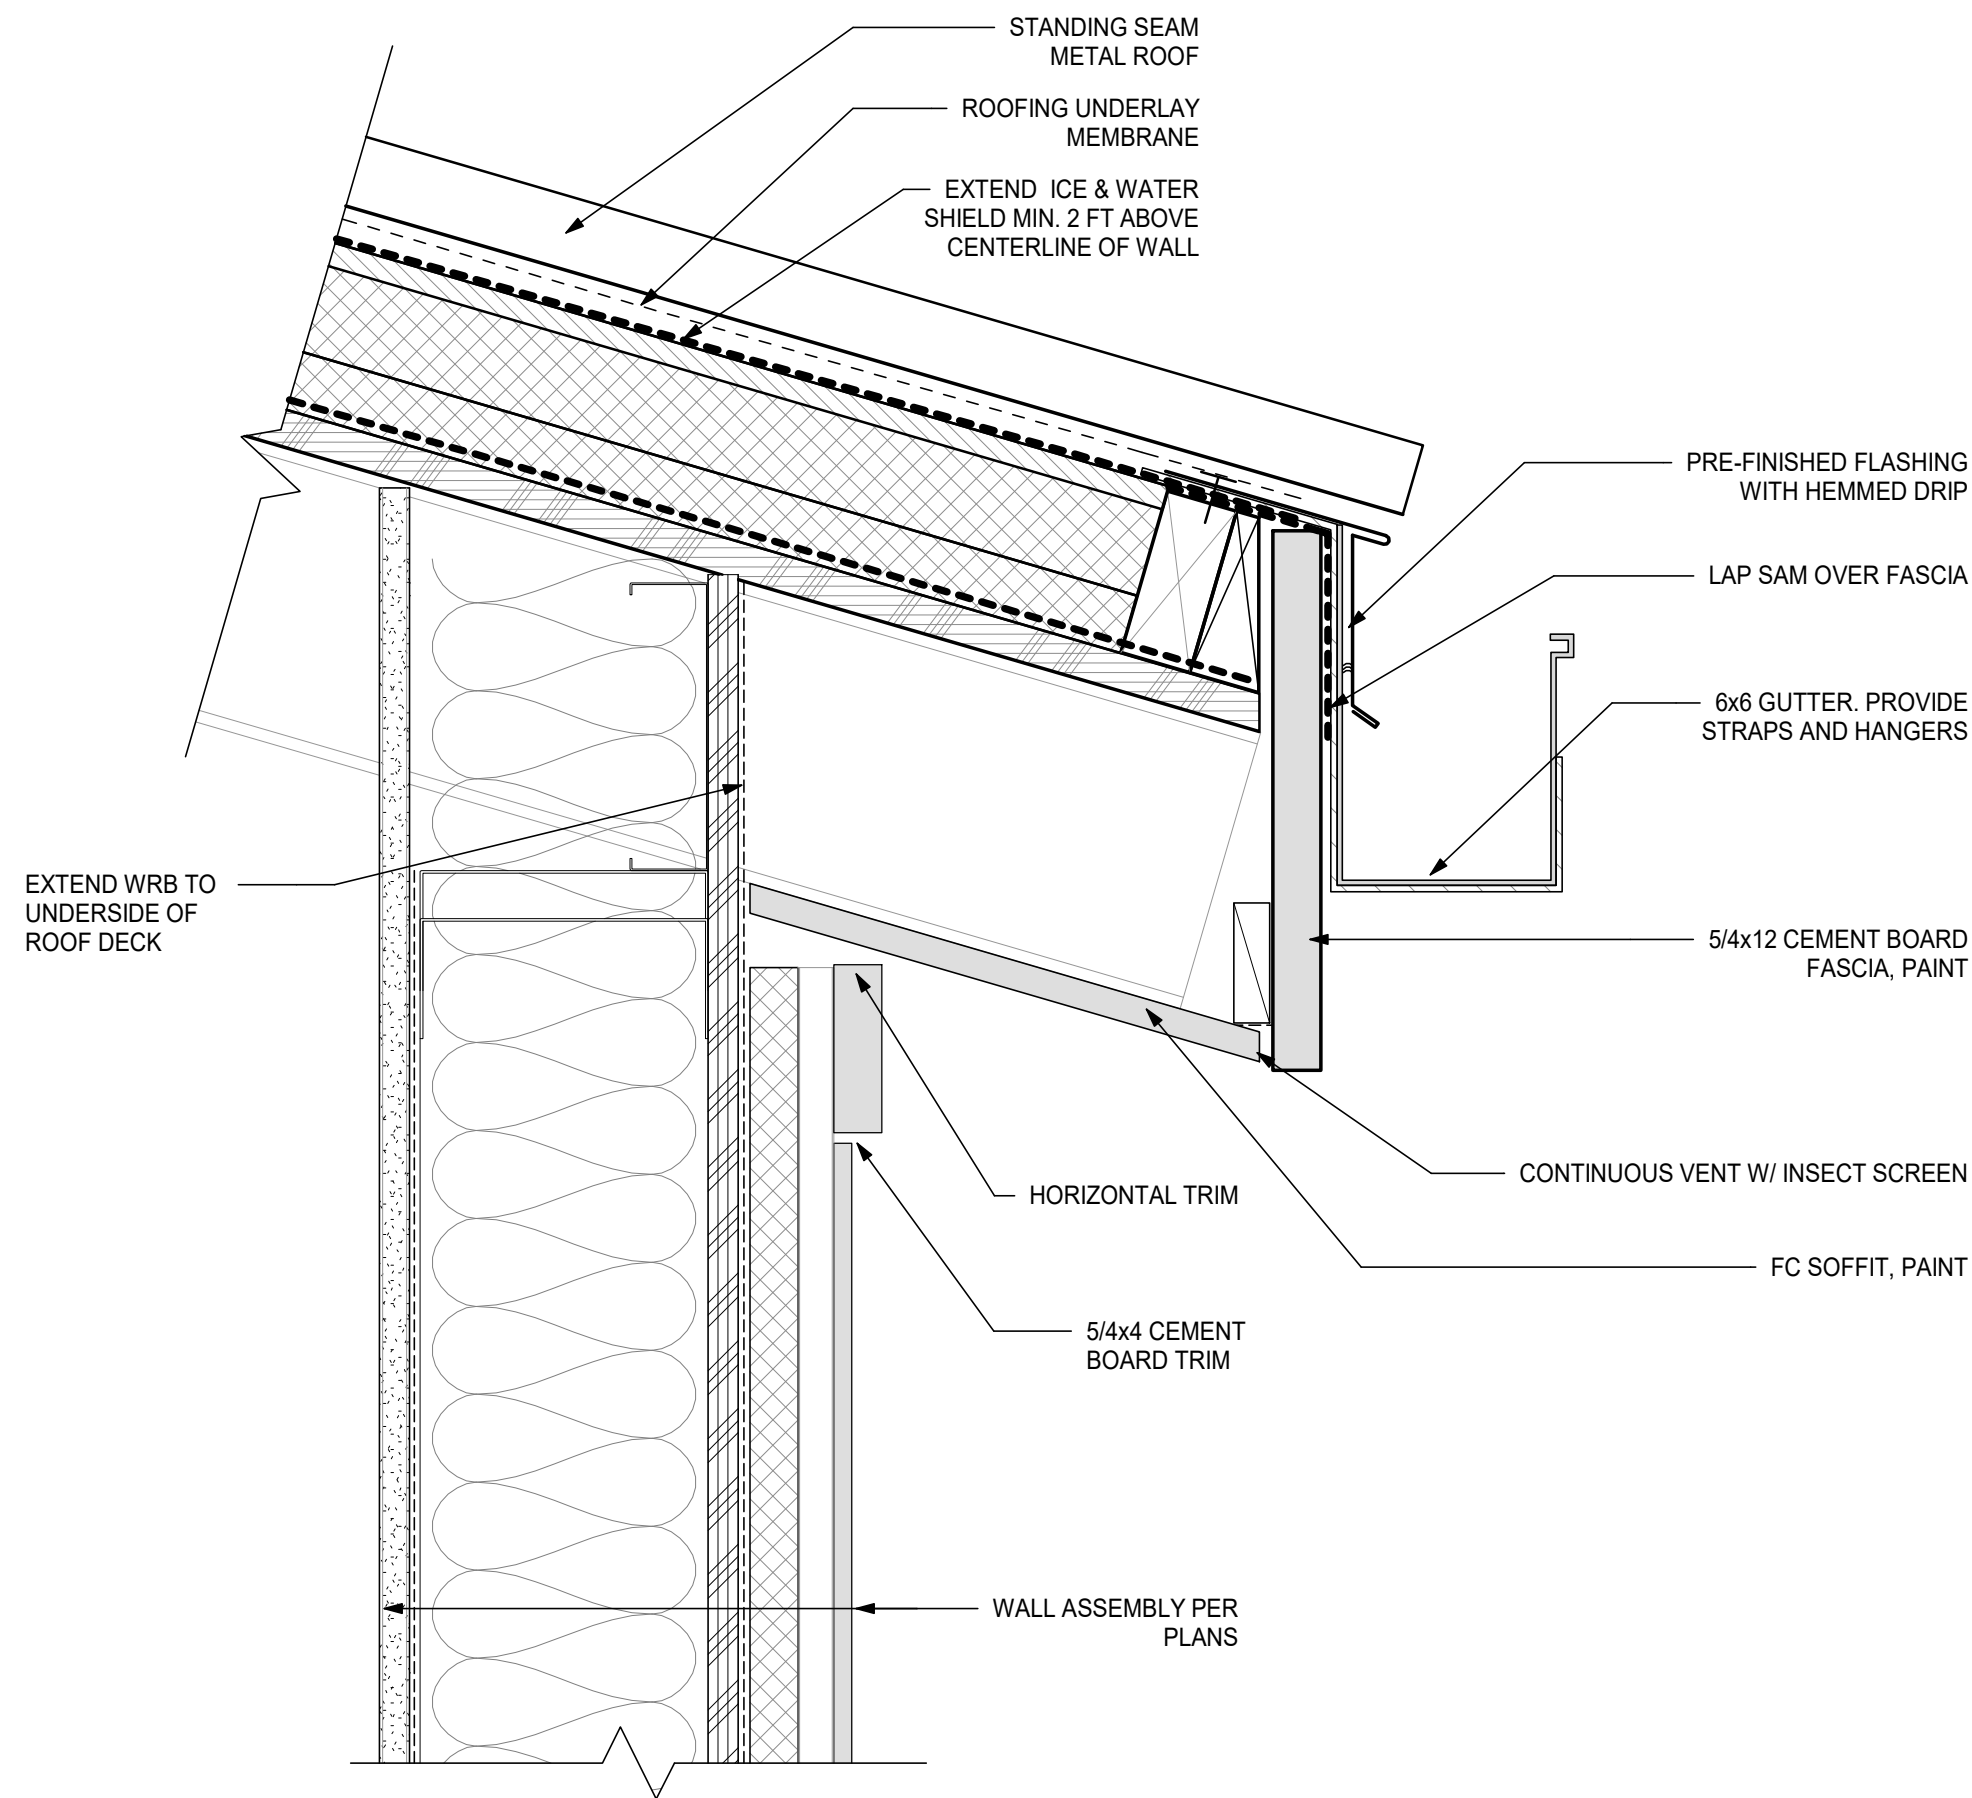 STANDING SEAM
METAL ROOF
ROOFING UNDERLAY
MEMBRANE
EXTEND ICE & WATER
SHIELD MIN. 2 FT ABOVE
CENTERLINE OF WALL
PRE-FINISHED FLASHING
WITH HEMMED DRIP
LAP SAM OVER FASCIA
6x6 GUTTER. PROVIDE
STRAPS AND HANGERS
EXTEND WRB TO
UNDERSIDE OF
ROOF DECK
5/4x12 CEMENT BOARD
FASCIA, PAINT
CONTINUOUS VENT W/ INSECT SCREEN
HORIZONTAL TRIM
FC SOFFIT, PAINT
5/4x4 CEMENT
BOARD TRIM
WALL ASSEMBLY PER
PLANS